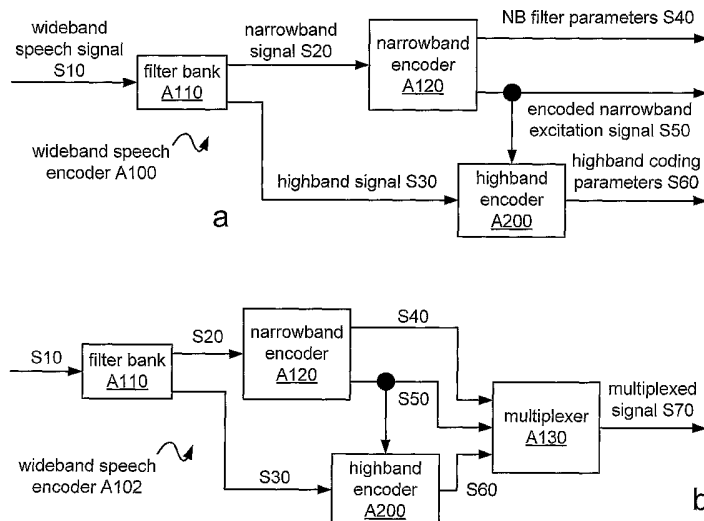 wideband
speech signal
S10
filter bank
A110
narrowband
signal S20
narrowband
encoder
A120
NB filter parameters S40
encoded narrowband
excitation signal S50
wideband speech
encoder A100
highband signal S30
highband
encoder
A200
highband coding
parameters S60
a
S10
filter bank
A110
S20
narrowband
encoder
A120
S40
S50
multiplexer
A130
multiplexed
signal S70
wideband speech
encoder A102
S30
highband
encoder
A200
S60
b